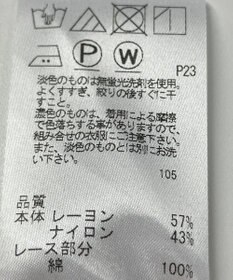 P W
P23
淡色のものは無蛍光洗剤を使用。
よくすすぎ、絞りの後すぐに干
すこと。
濃色のものは、着用による摩擦
で色落ちする事がありますので、
組み合せの衣服にご注意下さい。
また、淡色のものとは別にお洗
い下さい。
105
品質
本体 レーヨン 57%
ナイロン 43%
レース部分
綿 100%